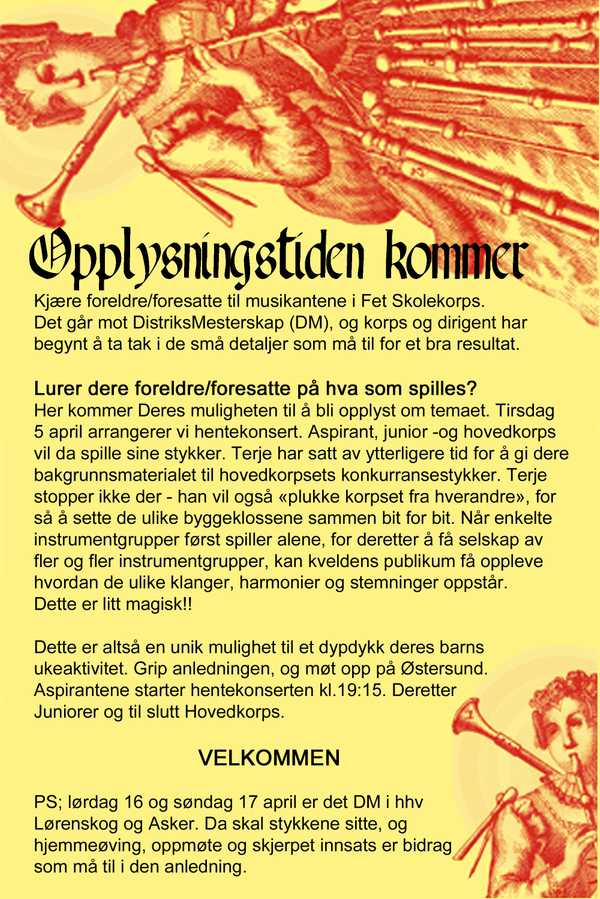 Opplysningstiden kommer
Kjære foreldre/foresatte til musikantene i Fet Skolekorps.
Det går mot DistriksMesterskap (DM), og korps og dirigent har
begynt å ta tak i de små detaljer som må til for et bra resultat.
Lurer dere foreldre/foresatte på hva som spilles?
Her kommer Deres muligheten til å bli opplyst om temaet. Tirsdag
5 april arrangerer vi hentekonsert. Aspirant, junior -og hovedkorps
vil da spille sine stykker. Terje har satt av ytterligere tid for å gi dere
bakgrunnsmaterialet til hovedkorpsets konkurransestykker. Terje
stopper ikke der - han vil også «plukke korpset fra hverandre», for
så å sette de ulike byggeklossene sammen bit for bit. Når enkelte
instrumentgrupper først spiller alene, for deretter å få selskap av
fler og fler instrumentgrupper, kan kveldens publikum få oppleve
hvordan de ulike klanger, harmonier og stemninger oppstår.
Dette er litt magisk!!
Dette er altså en unik mulighet til et dypdykk deres barns
ukeaktivitet. Grip anledningen, og møt opp på Østersund.
Aspirantene starter hentekonserten kl.19:15. Deretter
Juniorer og til slutt Hovedkorps.
VELKOMMEN
PS; lørdag 16 og søndag 17 april er det DM i hhv
Lørenskog og Asker. Da skal stykkene sitte, og
hjemmeøving, oppmøte og skjerpet innsats er bidrag
som må til i den anledning.